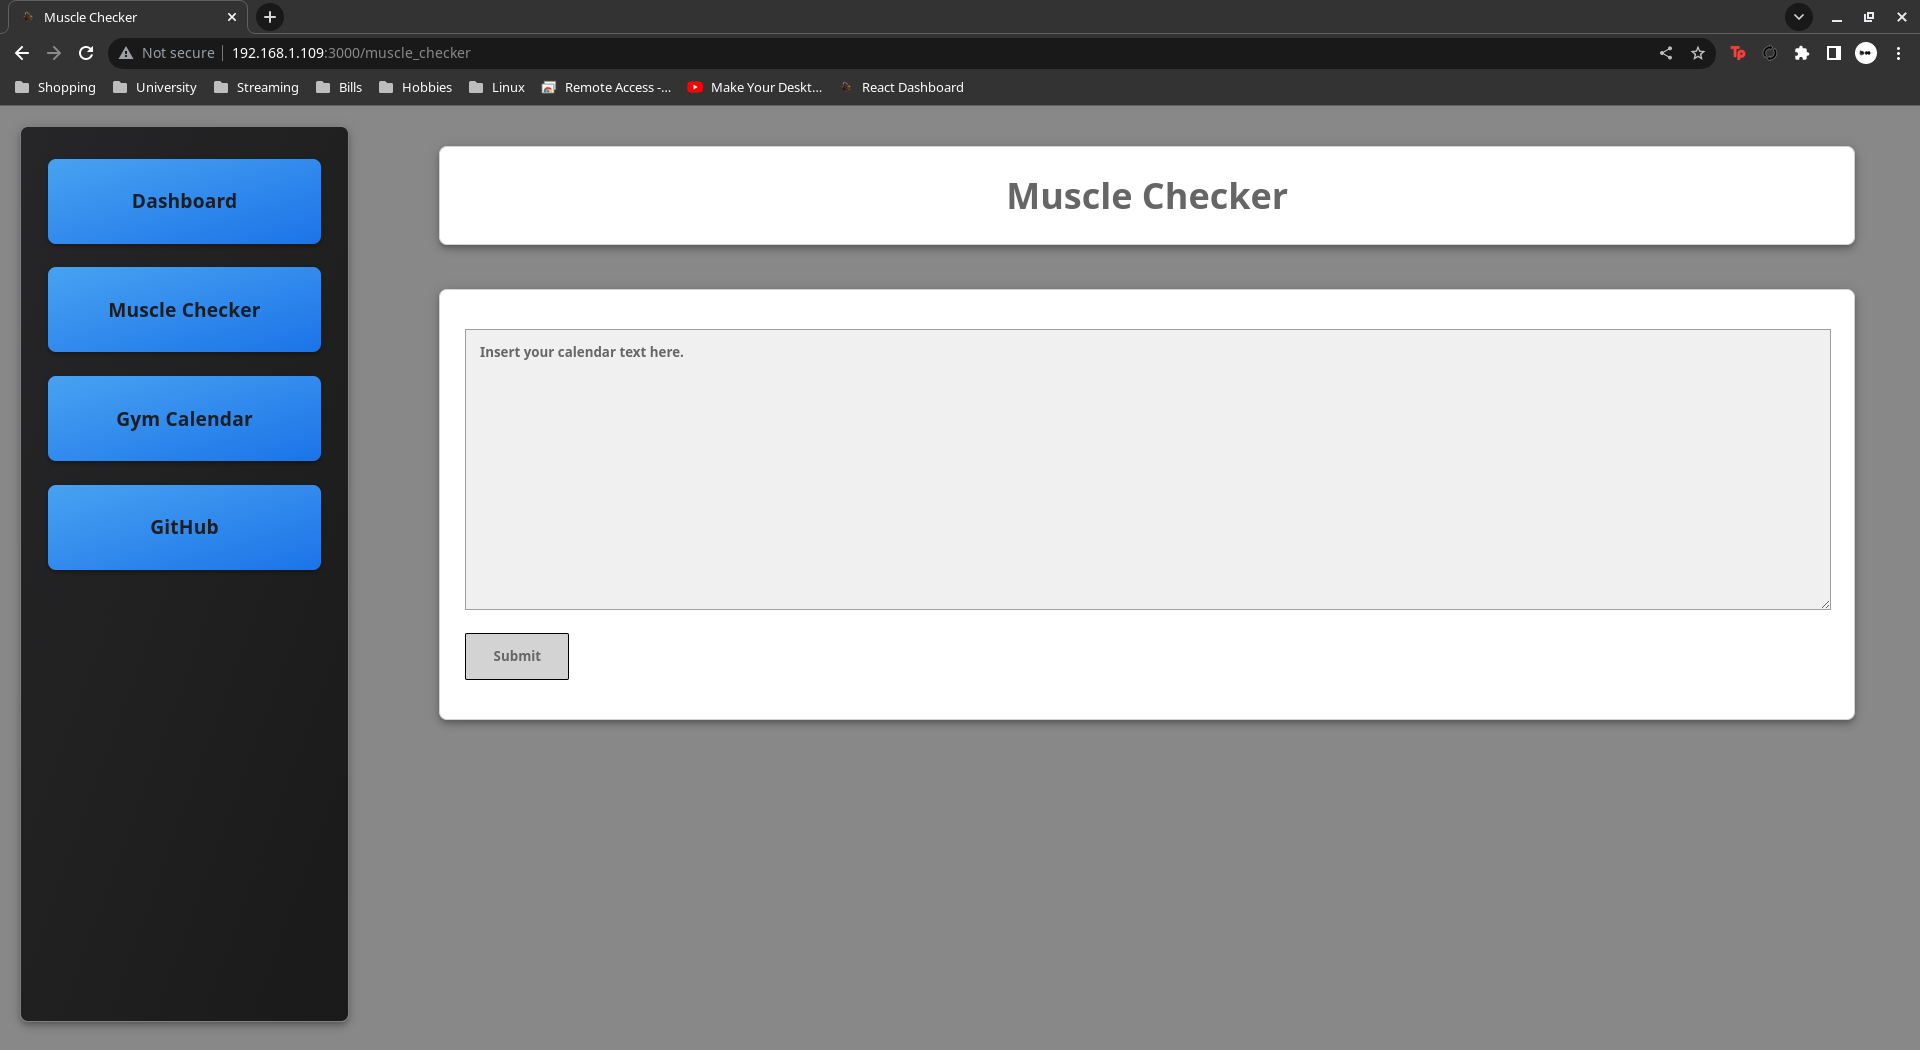 Muscle Checker
Not secure 192.168.1.109:3000/muscle_checker
Shopping University Streaming Bills Hobbies Linux Remote Access -... Make Your Deskt... React Dashboard
Dashboard
Muscle Checker
Gym Calendar
GitHub
Muscle Checker
Insert your calendar text here.
Submit